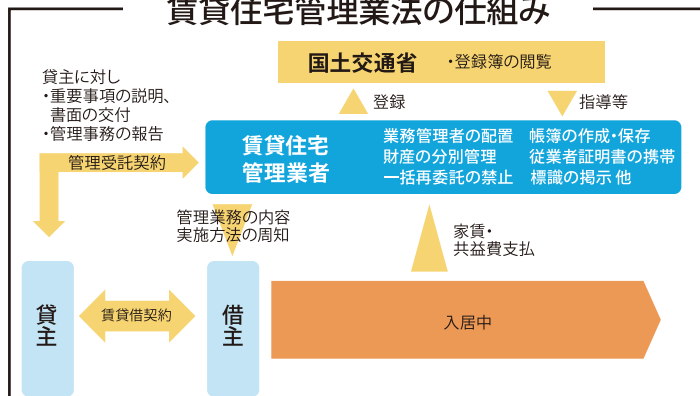 賃貸住宅管理業法の仕組み
国土交通省
・登録簿の閲覧
貸主に対し
・重要事項の説明、
書面の交付
・管理事務の報告
登録
指導等
管理受託契約
賃貸住宅
管理業者
業務管理者の配置
財産の分別管理
一括再委託の禁止
帳簿の作成・保存
従業者証明書の携帯
標識の掲示 他
管理業務の内容
実施方法の周知
家賃・
共益費支払
貸主
賃貸借契約
借主
入居中